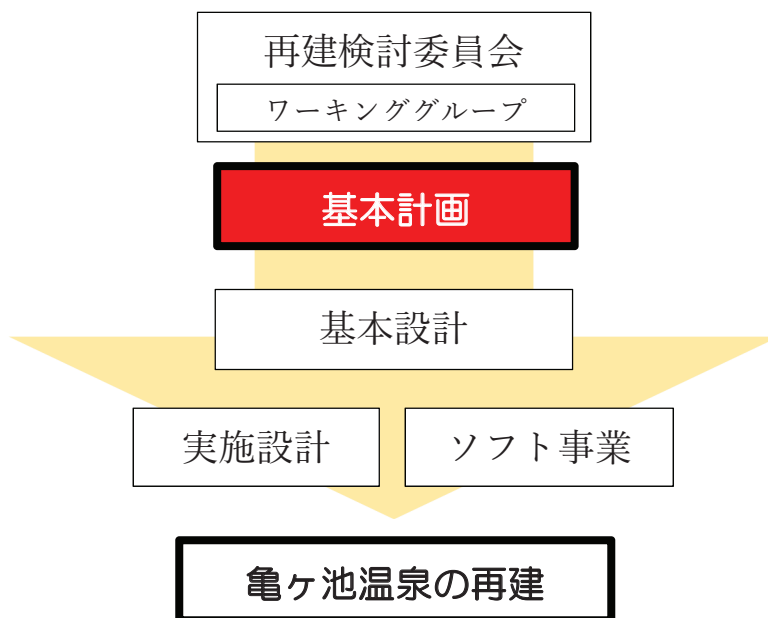 再建検討委員会
ワーキンググループ
基本計画
基本設計
実施設計
ソフト事業
亀ヶ池温泉の再建